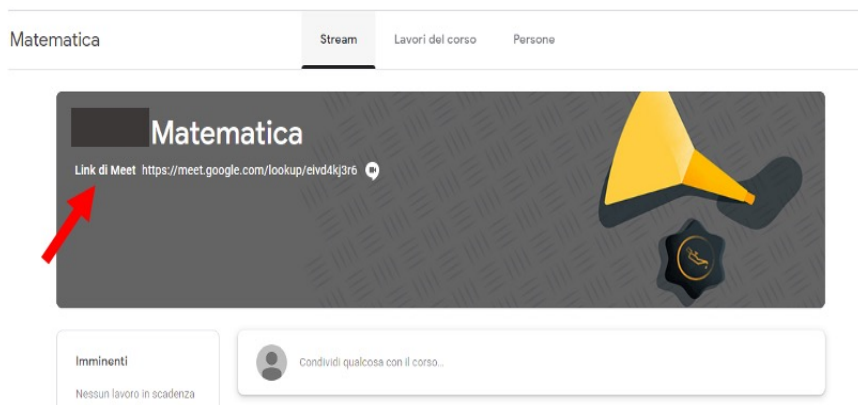 Matematica
Stream Lavori del corso Persone
Matematica
Link di Meet https://meet.google.com/lookup/eivd4kj3r6
Imminenti
Nessun lavoro in scadenza
Condividi qualcosa con il corso...